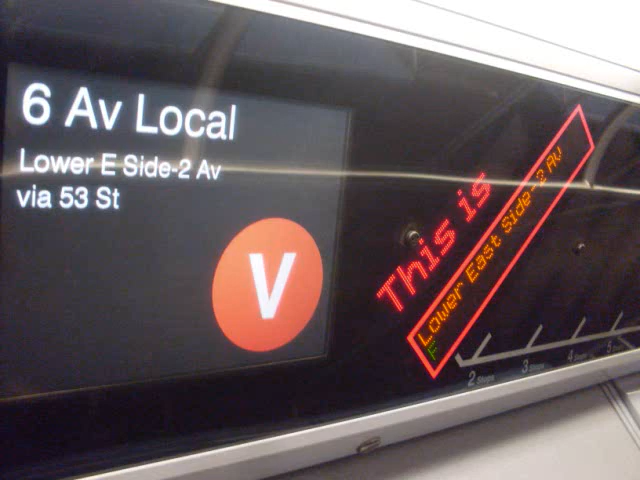 6 Av Local
Lower E Side-2 Av
via 53 St
V
This is
Lower East Side-2 Av
F
2 Stops
3 Stops
4 Stops
5